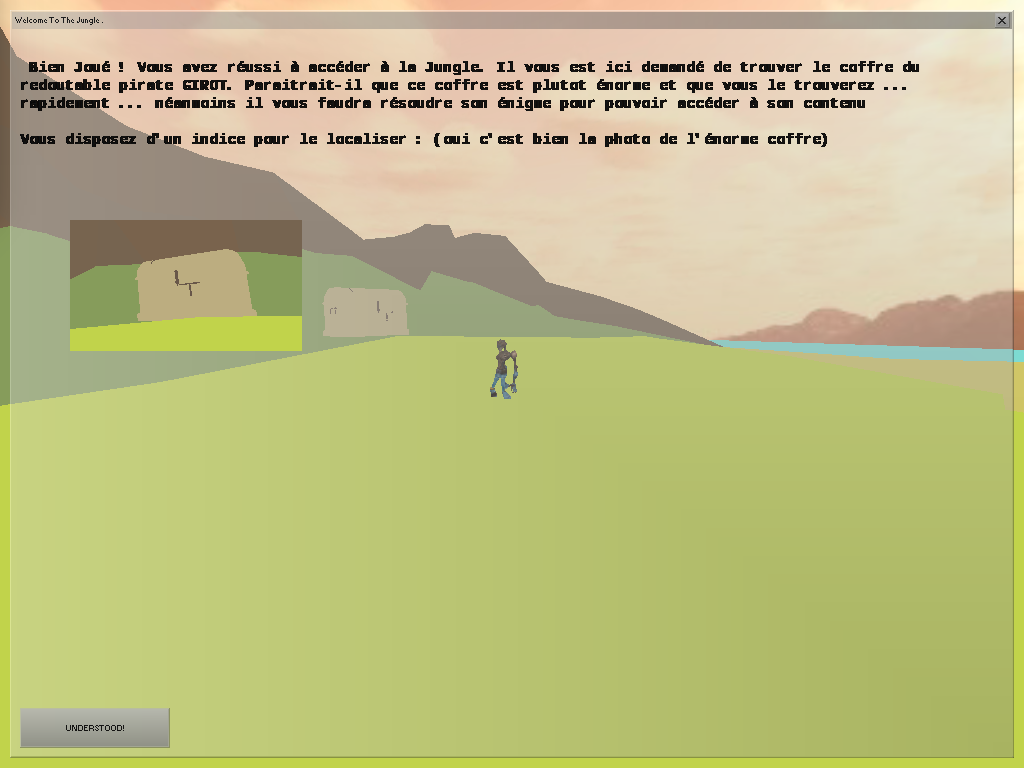 Welcome To The Jungle .
Bien Joué ! Vous avez réussi à accéder à la Jungle. Il vous est ici demandé de trouver le coffre du
redoutable pirate GIROT. Paraitrait-il que ce coffre est plutot énorme et que vous le trouverez ...
rapidement ... néanmoins il vous faudra résoudre son énigme pour pouvoir accéder à son contenu
Vous disposez d'un indice pour le localiser : (oui c'est bien la photo de l'énorme coffre)
UNDERSTOOD!